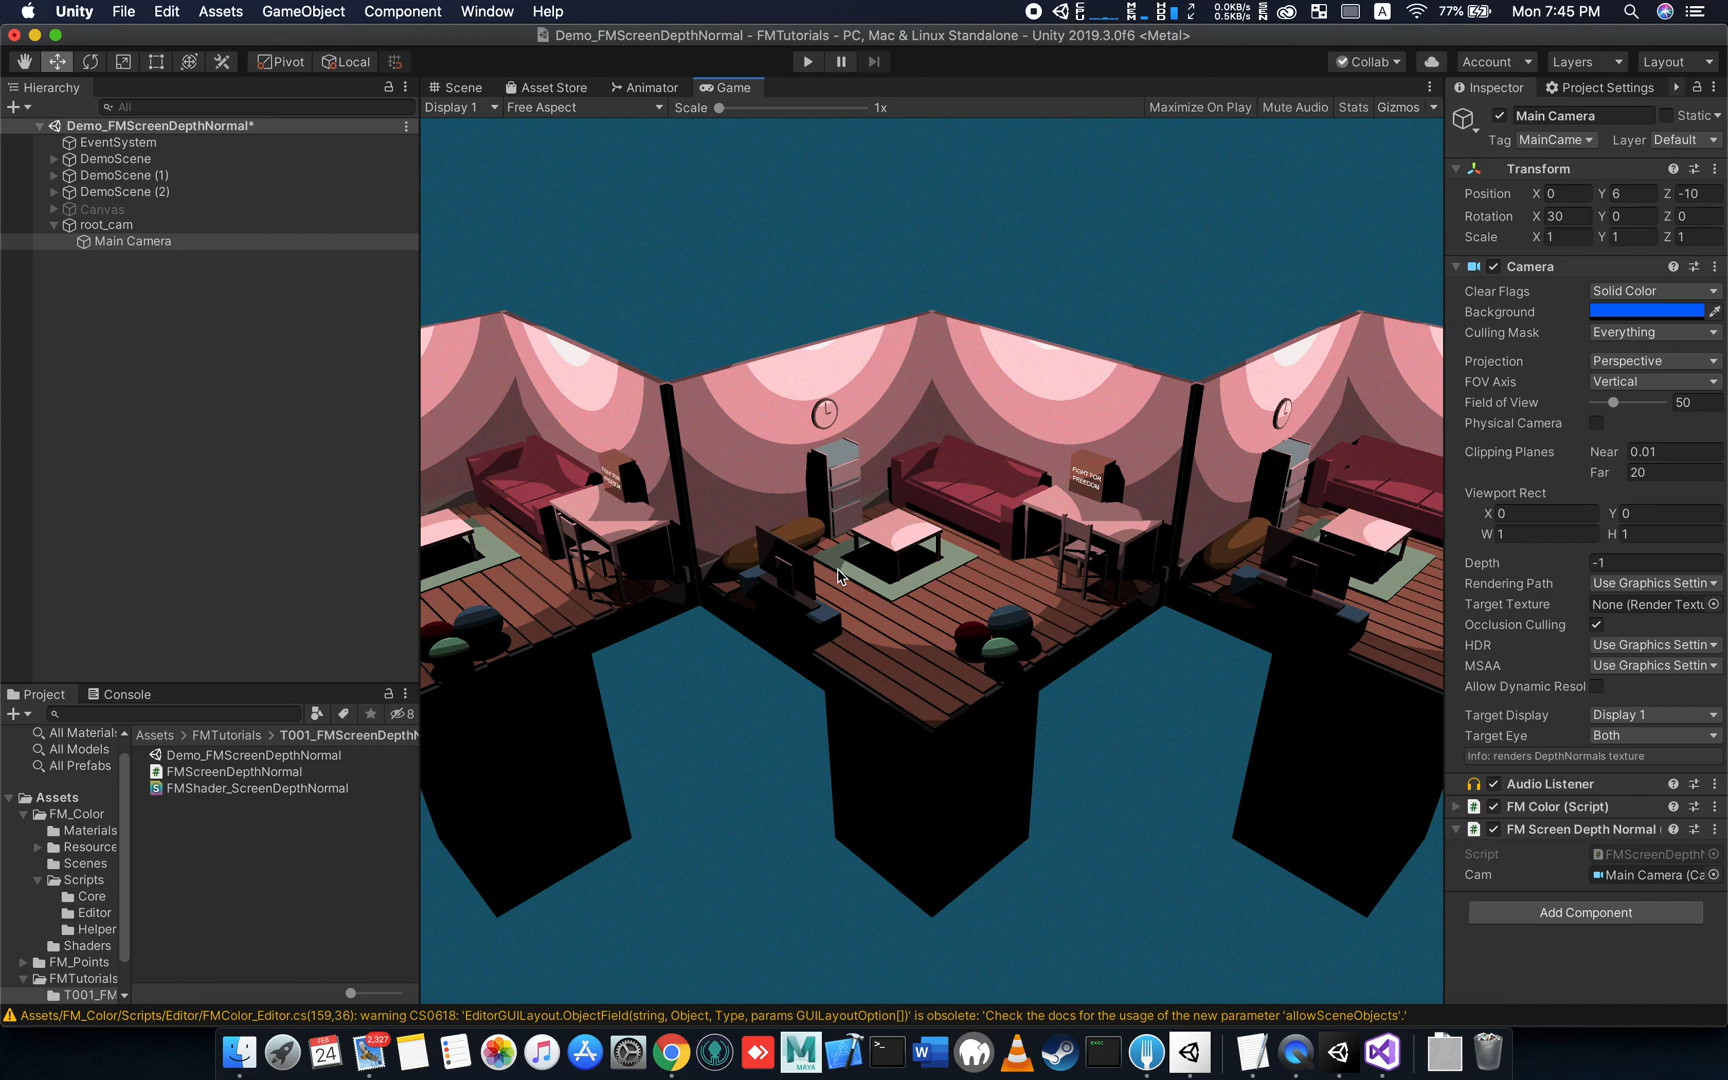 Unity File Edit Assets GameObject Component Window Help
0.0KB/s
0.5KB/s
77% Mon 7:45 PM
Demo_FMScreenDepthNormal - FMTutorials - PC, Mac & Linux Standalone - Unity 2019.3.0f6 <Metal>
Pivot Local Collab Account Layers Layout
Hierarchy
All
Demo_FMScreenDepthNormal*
EventSystem
DemoScene
DemoScene (1)
DemoScene (2)
Canvas
root_cam
Main Camera
Scene Asset Store Animator Game
Display 1 Free Aspect Scale 1x Maximize On Play Mute Audio Stats Gizmos
FIGHT FOR
FREEDOM
Inspector Project Settings
Main Camera Static
Tag MainCame Layer Default
Transform
Position X 0 Y 6 Z -10
Rotation X 30 Y 0 Z 0
Scale X 1 Y 1 Z 1
Camera
Clear Flags Solid Color
Background
Culling Mask Everything
Projection Perspective
FOV Axis Vertical
Field of View 50
Physical Camera
Clipping Planes Near 0.01
Far 20
Viewport Rect
X 0 Y 0
W 1 H 1
Depth -1
Rendering Path Use Graphics Settin
Target Texture None (Render Textu
Occlusion Culling
HDR Use Graphics Settin
MSAA Use Graphics Settin
Allow Dynamic Resol
Target Display Display 1
Target Eye Both
Info: renders DepthNormals texture
Audio Listener
FM Color (Script)
FM Screen Depth Normal (
Script FMScreenDepthN
Cam Main Camera (Ca
Add Component
Project Console
8
All Materials
All Models
All Prefabs
Assets
FM_Color
Materials
Resource
Scenes
Scripts
Core
Editor
Helper
Shaders
FM_Points
FMTutorials
T001_FM
Assets > FMTutorials > T001_FMScreenDepthN
Demo_FMScreenDepthNormal
FMScreenDepthNormal
FMShader_ScreenDepthNormal
Assets/FM_Color/Scripts/Editor/FMColor_Editor.cs(159,36): warning CS0618: 'EditorGUILayout.ObjectField(string, Object, Type, params GUILayoutOption[])' is obsolete: 'Check the docs for the usage of the new parameter 'allowSceneObjects'.'
FEB
24
2,327
MAYA
exec